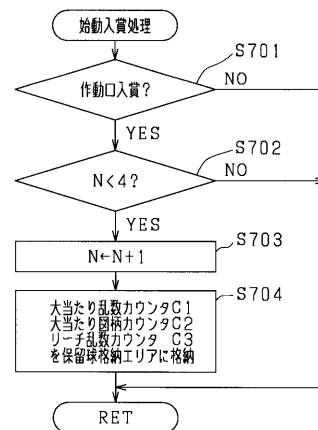 始動入賞処理
S701
作動口入賞?
NO
YES
S702
N<4?
NO
YES
S703
N←N+1
S704
大当たり乱数カウンタC1
大当たり図柄カウンタC2
リーチ乱数カウンタ C3
を保留球格納エリアに格納
RET